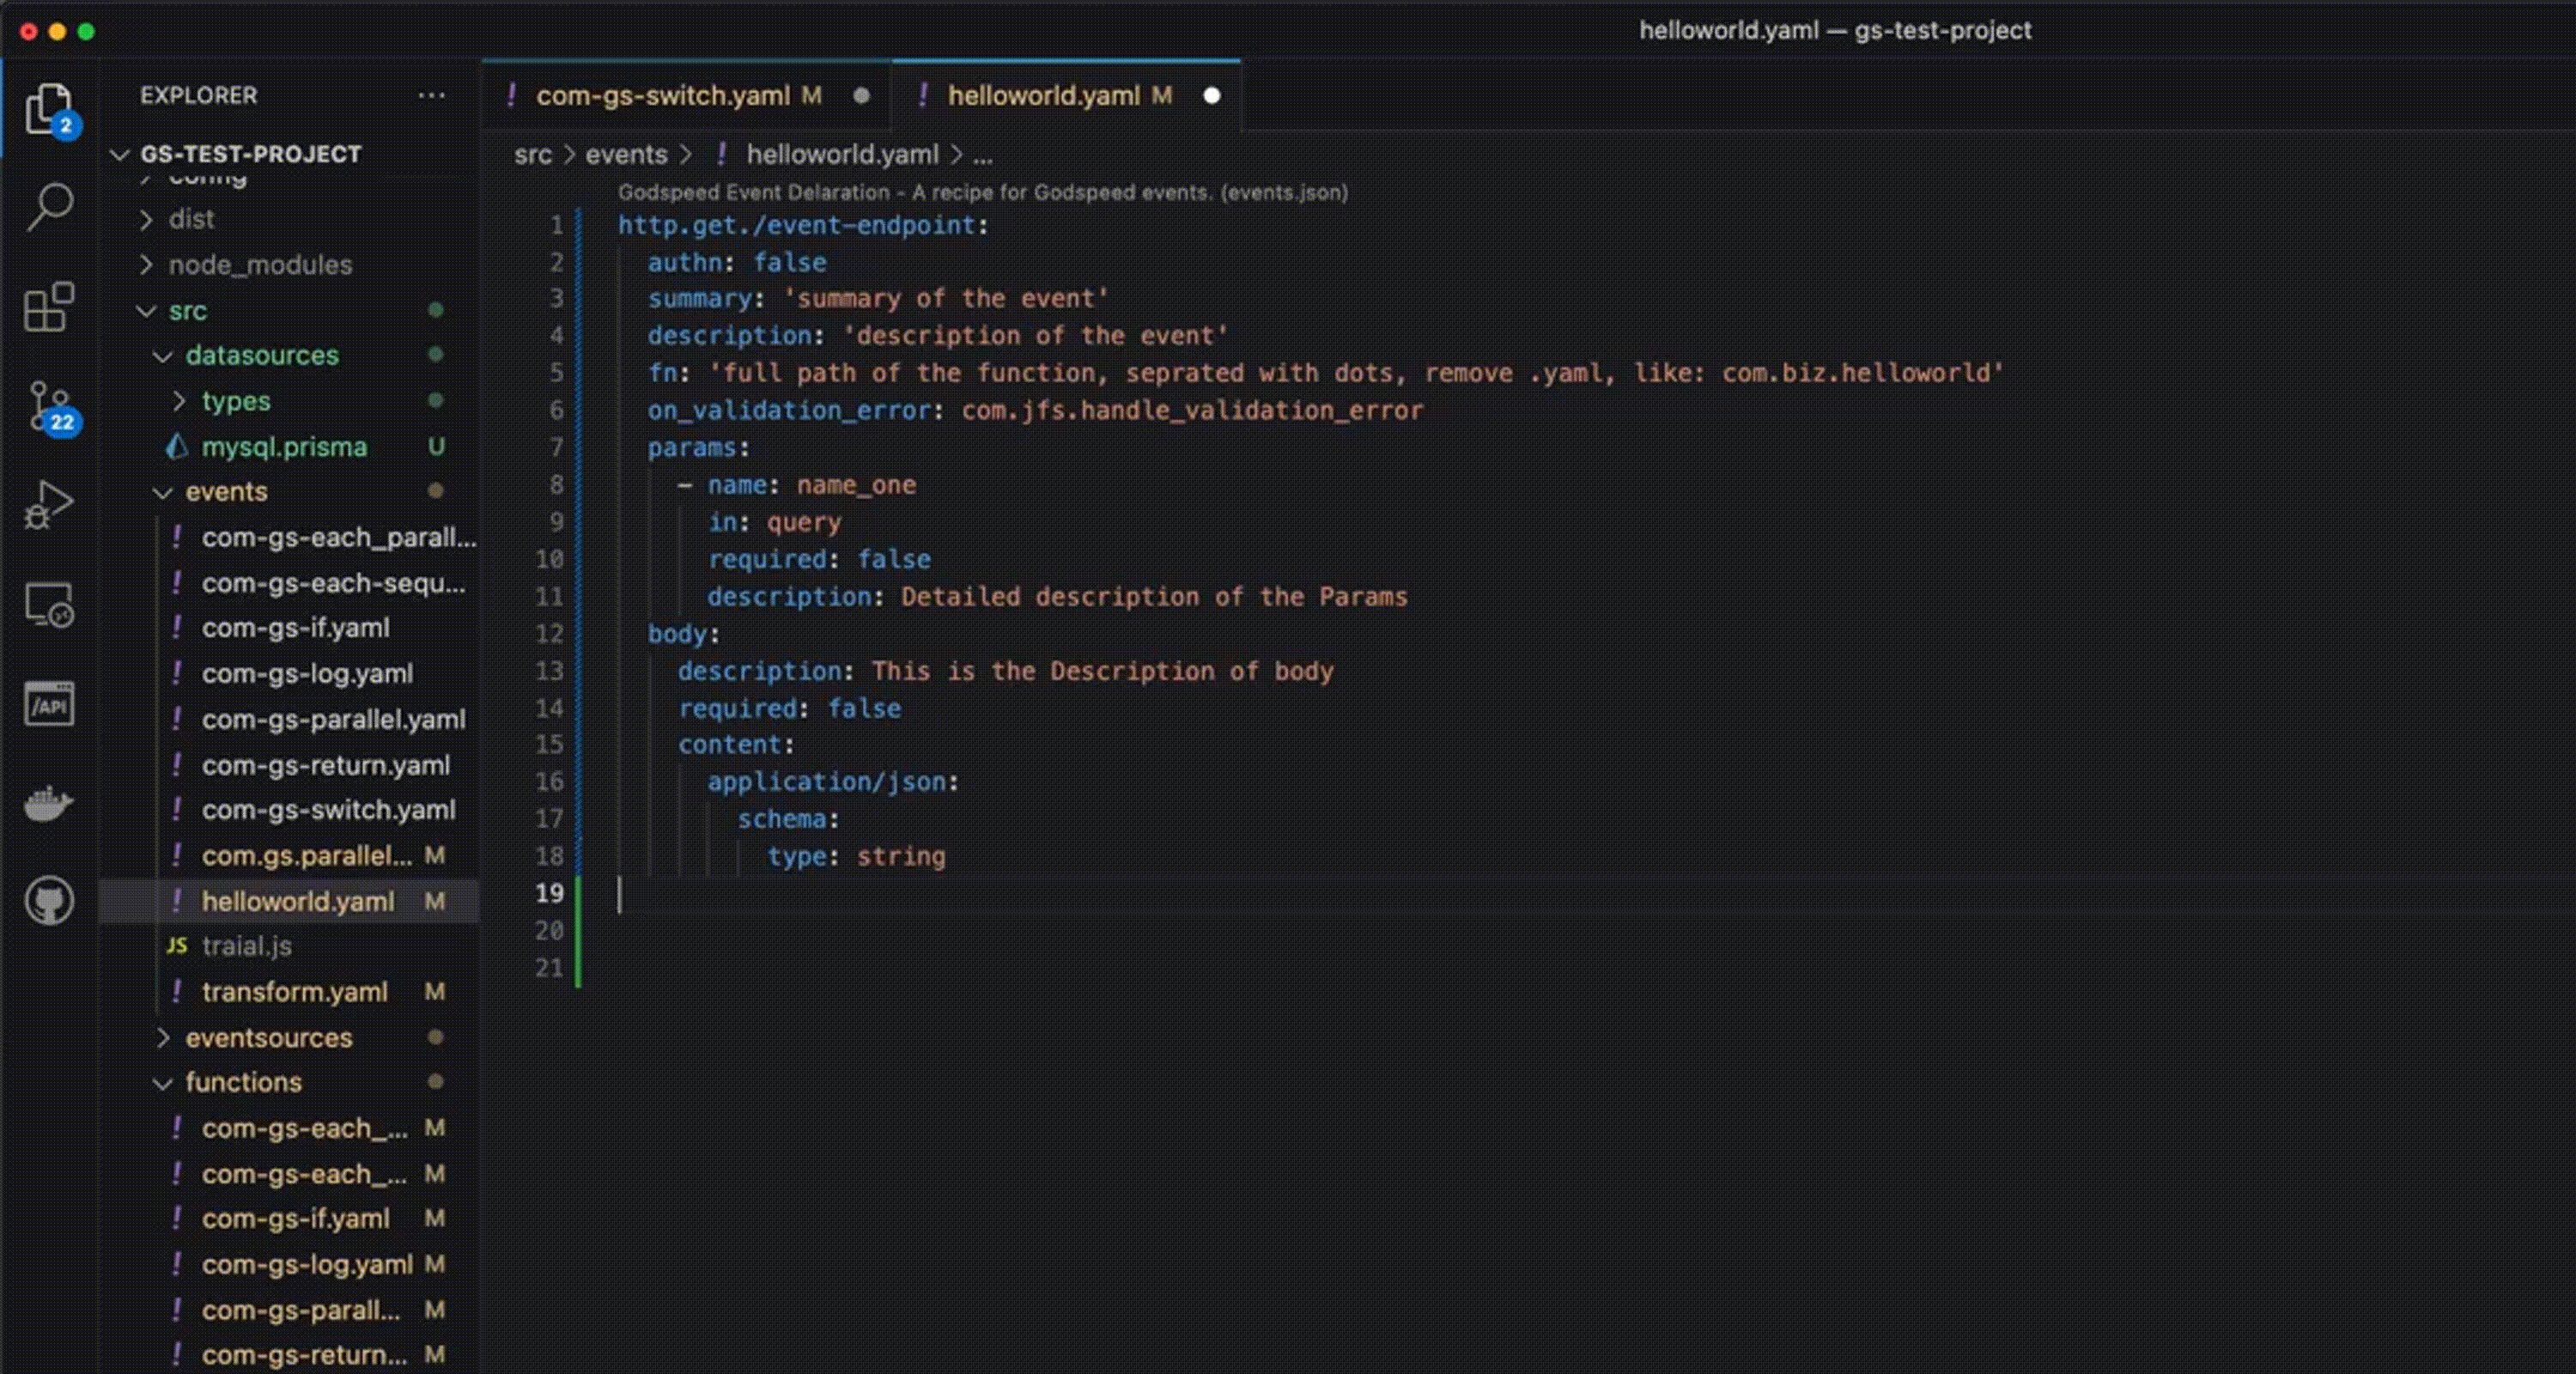 helloworld.yaml — gs-test-project
EXPLORER ...
2
GS-TEST-PROJECT
config
dist
node_modules
src
datasources
types
22
mysql.prisma U
events
com-gs-each_parall...
com-gs-each-sequ...
com-gs-if.yaml
com-gs-log.yaml
/API
com-gs-parallel.yaml
com-gs-return.yaml
com-gs-switch.yaml
com.gs.parallel... M
helloworld.yaml M
JS traial.js
transform.yaml M
eventsources
functions
com-gs-each_... M
com-gs-each_... M
com-gs-if.yaml M
com-gs-log.yaml M
com-gs-parall... M
com-gs-return... M
! com-gs-switch.yaml M ! helloworld.yaml M
src > events > ! helloworld.yaml > ...
Godspeed Event Delaration - A recipe for Godspeed events. (events.json)
1 http.get./event-endpoint:
2 authn: false
3 summary: 'summary of the event'
4 description: 'description of the event'
5 fn: 'full path of the function, seprated with dots, remove .yaml, like: com.biz.helloworld'
6 on_validation_error: com.jfs.handle_validation_error
7 params:
8 - name: name_one
9 in: query
10 required: false
11 description: Detailed description of the Params
12 body:
13 description: This is the Description of body
14 required: false
15 content:
16 application/json:
17 schema:
18 type: string
19
20
21